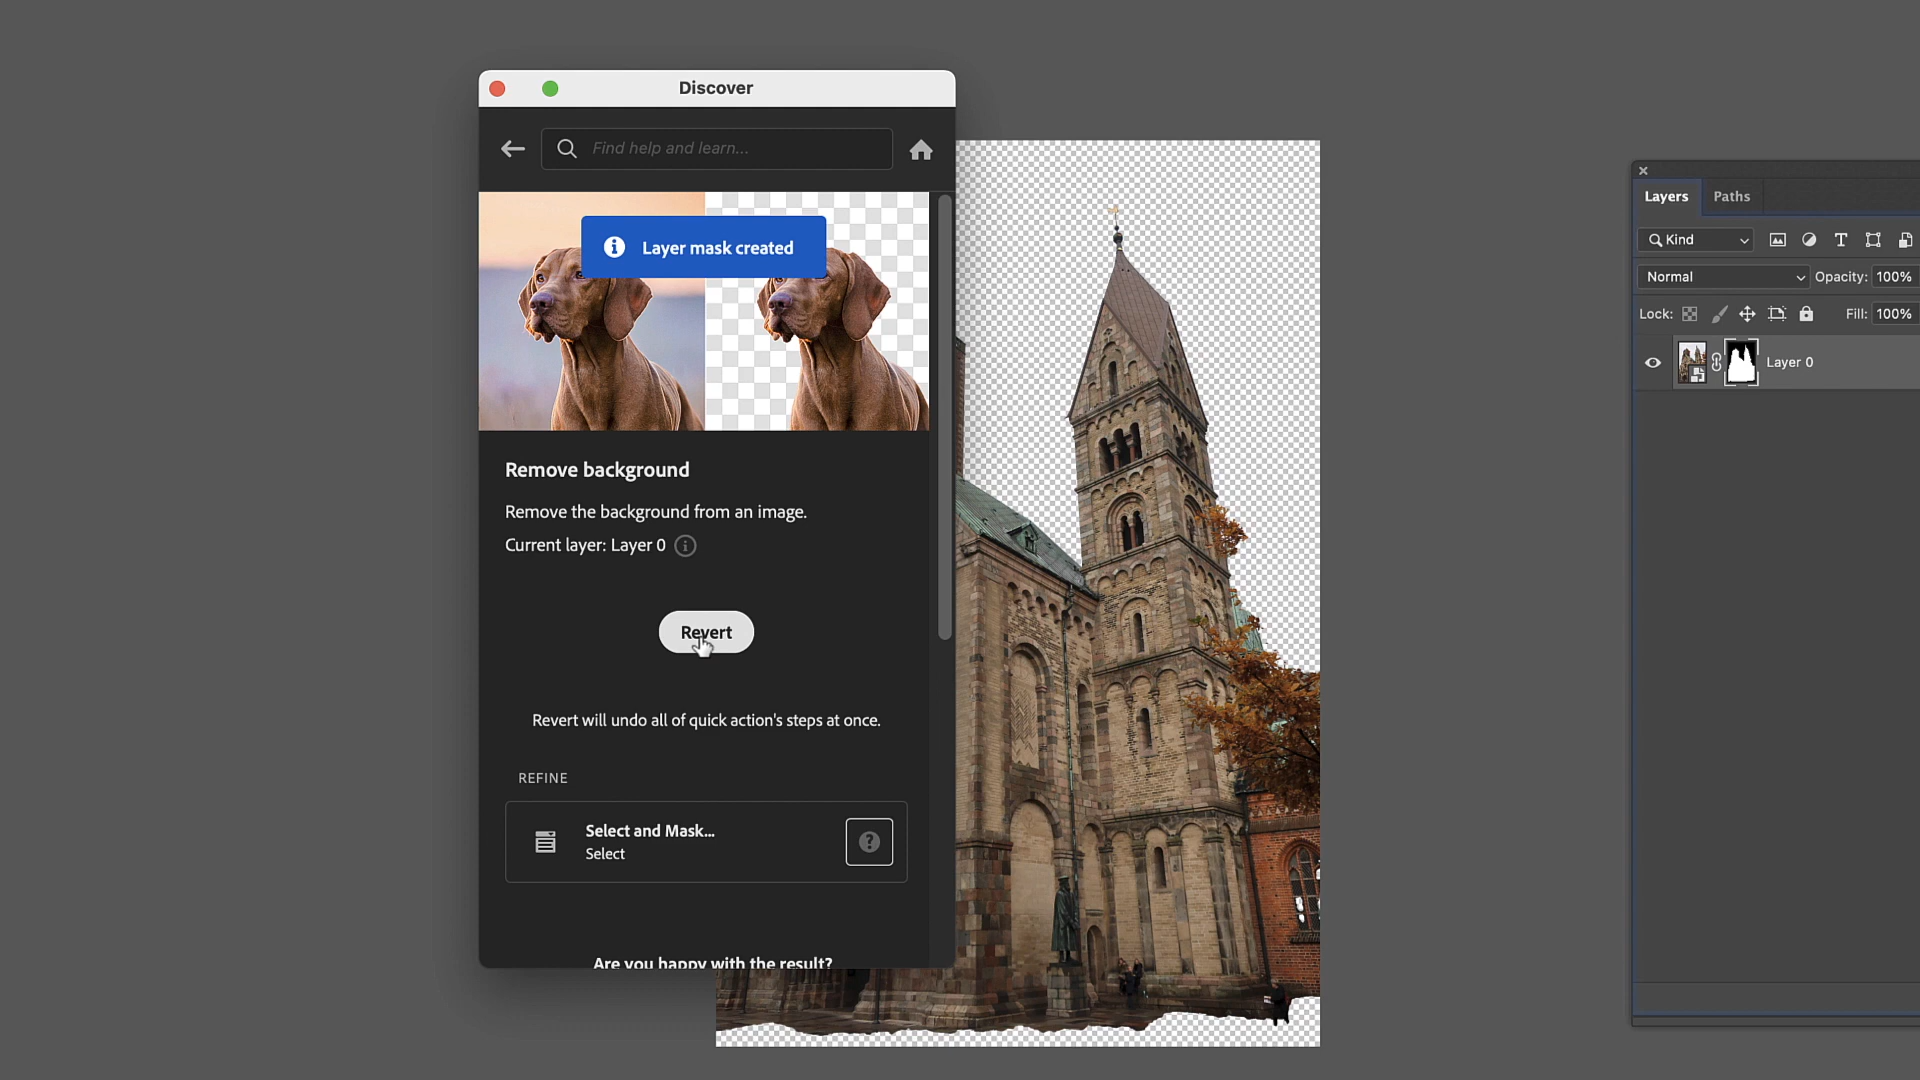 Discover
Find help and learn...
Layer mask created
Remove background
Remove the background from an image.
Current layer: Layer 0
Revert
Revert will undo all of quick action's steps at once.
REFINE
Select and Mask...
Select
Are you happy with the result?
Layers Paths
Kind
Normal Opacity: 100%
Lock: Fill: 100%
Layer 0